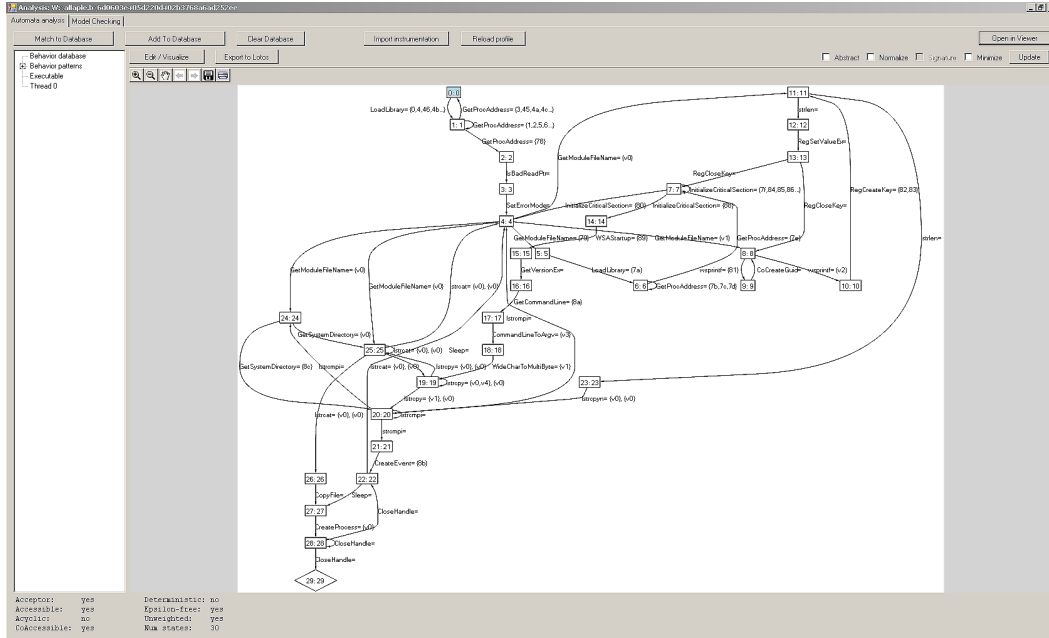 Analysis: W:
Automata analysis Model Checking
Match to Database Add To Database Clear Database Import instrumentation Reload profile Open in Viewer
Edit / Visualize Export to Lotos Abstract Normalize Signature Minimize Update
Behavior database
Behavior patterns
Executable
Thread 0
0: 0
11: 11
LoadLibrary= {0,4,46,4b...} GetProcAddress= {3,45,4a,4c...}
strlen=
1: 1 GetProcAddress= {1,2,5,6...}
12: 12
GetProcAddress= {78}
RegSetValueEx=
2: 2
13: 13
GetModuleFileName= {v0}
IsBadReadPtr=
RegCloseKey=
3: 3
7: 7 InitializeCriticalSection= {7f,84,85,86...}
RegCreateKey= {82,83}
SetErrorMode=
InitializeCriticalSection= {80} InitializeCriticalSection= {88}
RegCloseKey=
4: 4
14: 14
GetModuleFileName= {79} WSAStartup= {89} GetModuleFileName= {v1} GetProcAddress= {7e}
strlen=
15: 15 5: 5 8: 8
GetModuleFileName= {v0}
GetVersionEx= LoadLibrary= {7a} wsprintf= {81} CoCreateGuid= wsprintf= {v2}
GetModuleFileName= {v0} strcat= {v0}, {v0}
16: 16 6: 6 GetProcAddress= {7b,7c,7d} 9: 9 10: 10
GetCommandLine= {8a}
24: 24 17: 17 lstrcmpi=
GetSystemDirectory= {v0}
CommandLineToArgv= {v3}
25: 25 lstrcat= {v0}, {v0} Sleep= 18: 18
GetSystemDirectory= {8c} lstrcmpi= lstrcat= {v0}, {v0} lstrcpy= {v0}, {v0} WideCharToMultiByte= {v1}
19: 19 lstrcpy= {v0,v4}, {v0}
23: 23
lstrcpy= {v1}, {v0}
lstrcpyn= {v0}, {v0}
lstrcat= {v0}, {v0} 20: 20 lstrcmpi=
lstrcmpi=
21: 21
CreateEvent= {8b}
26: 26 22: 22
CopyFile= Sleep=
27: 27 CloseHandle=
CreateProcess= {v0}
28: 28 CloseHandle=
CloseHandle=
29: 29
Acceptor: yes Deterministic: no
Accessible: yes Epsilon-free: yes
Acyclic: no Unweighted: yes
CoAccessible: yes Num states: 30